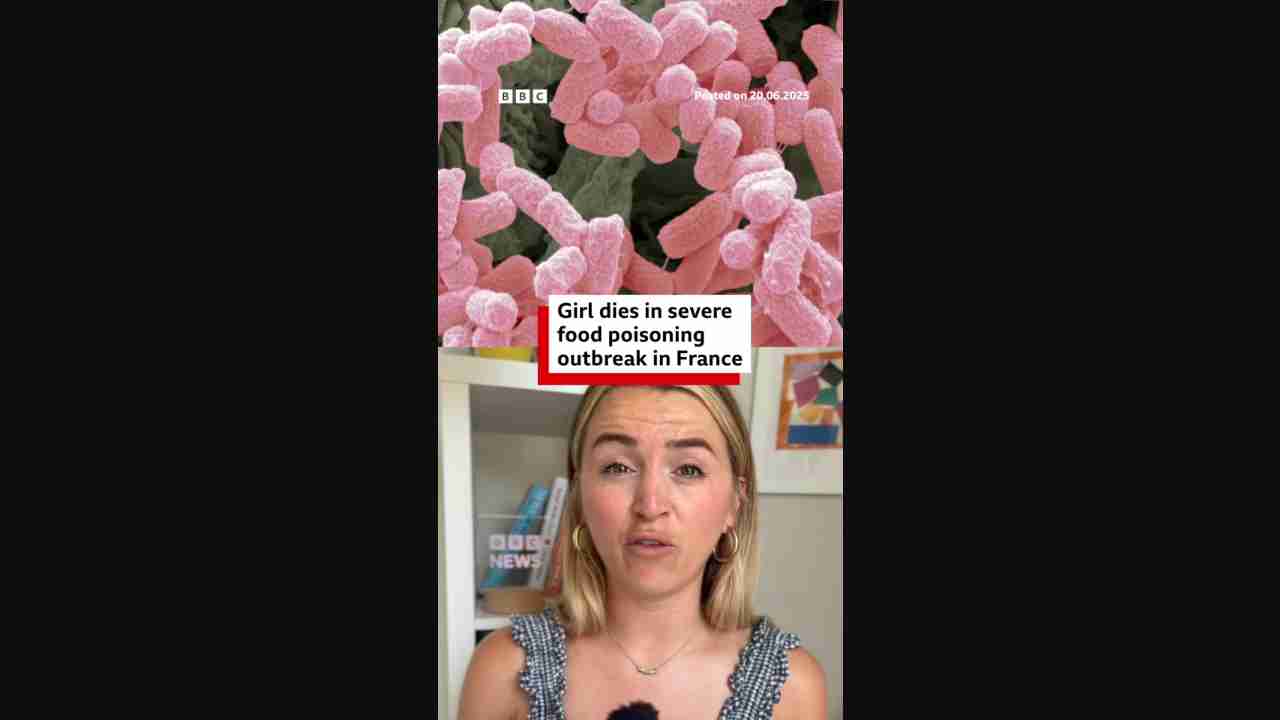 BBC
Posted on 20.06.2025
Girl dies in severe
food poisoning
outbreak in France
BBC
NEWS